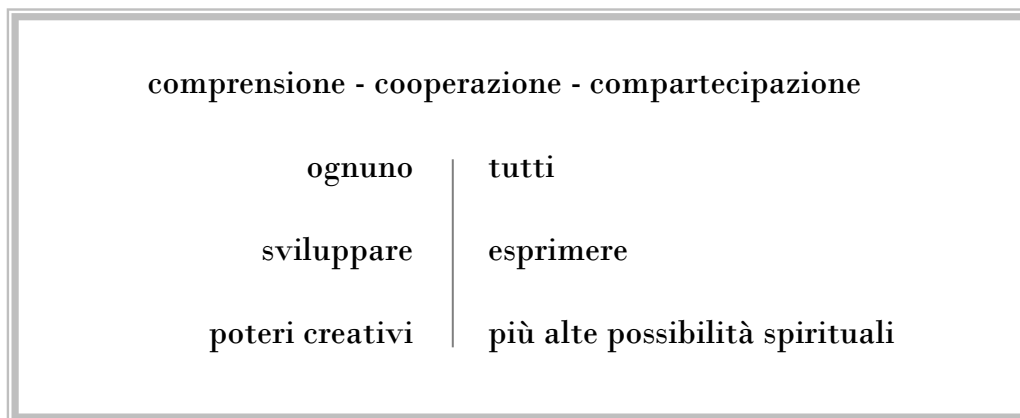 comprensione - cooperazione - compartecipazione
ognuno tutti
sviluppare esprimere
poteri creativi più alte possibilità spirituali